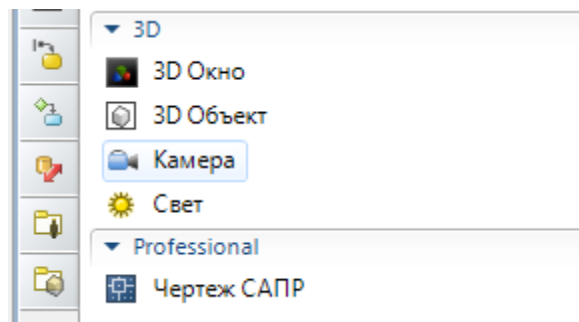 3D
3D Окно
3D Объект
Камера
Свет
Professional
Чертеж САПР